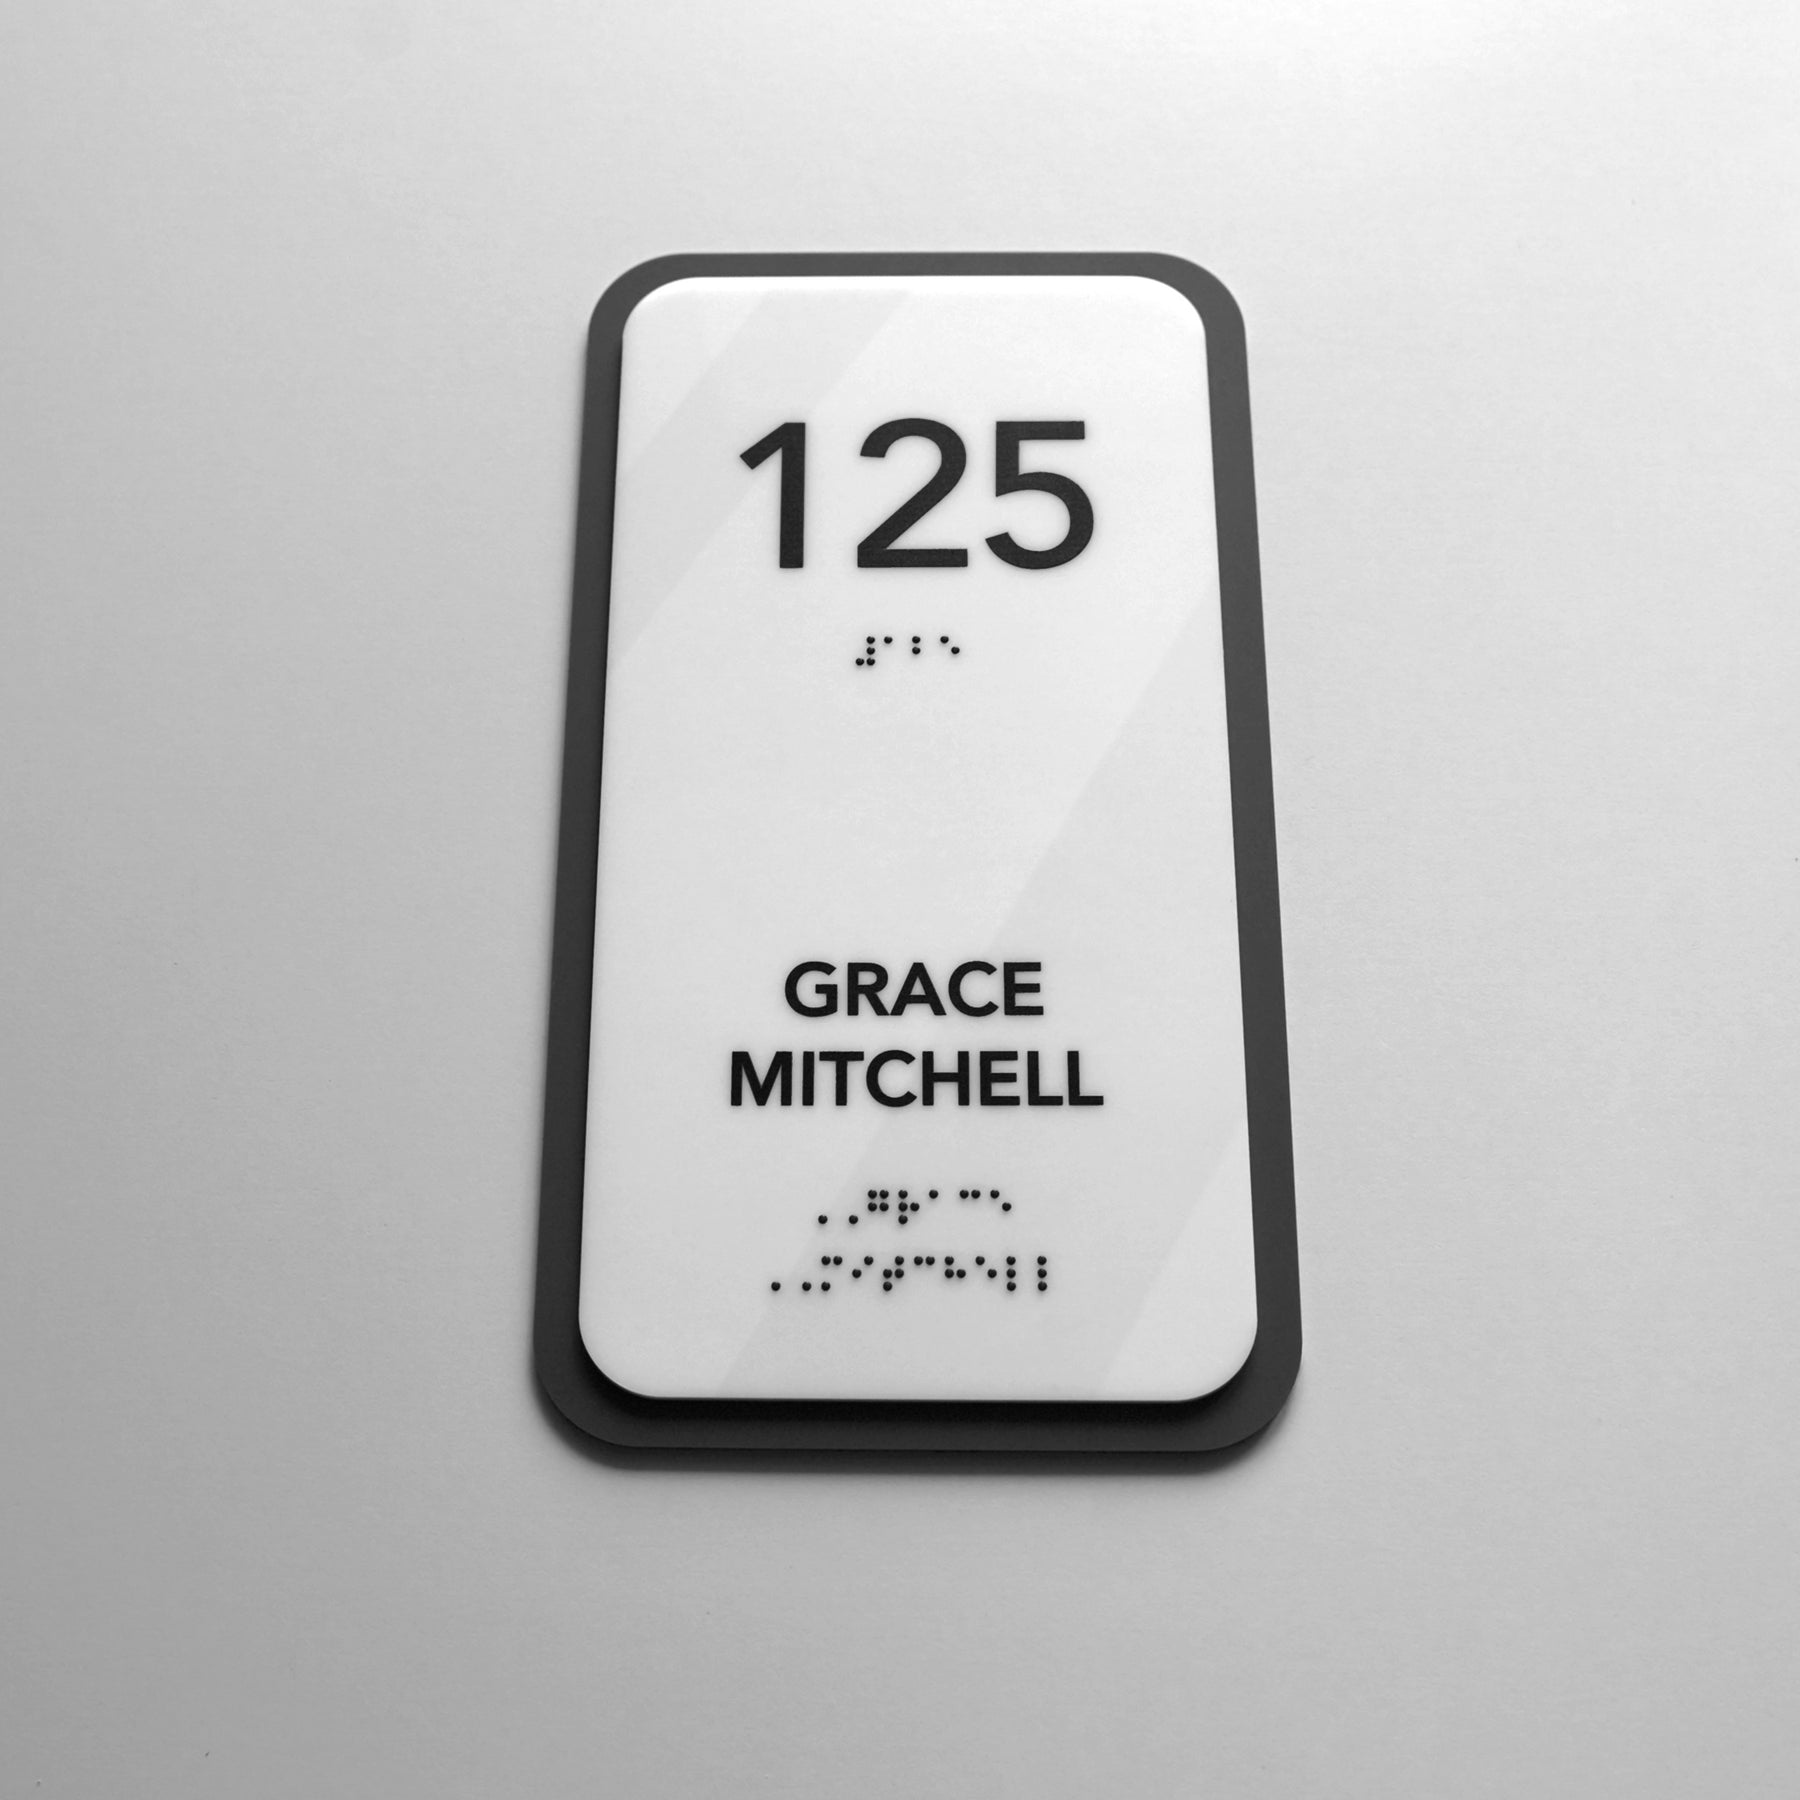 125
⠼⠁⠃⠑
GRACE
MITCHELL
⠠⠠⠛⠗⠁⠉⠑
⠠⠠⠍⠊⠞⠉⠓⠑⠇⠇